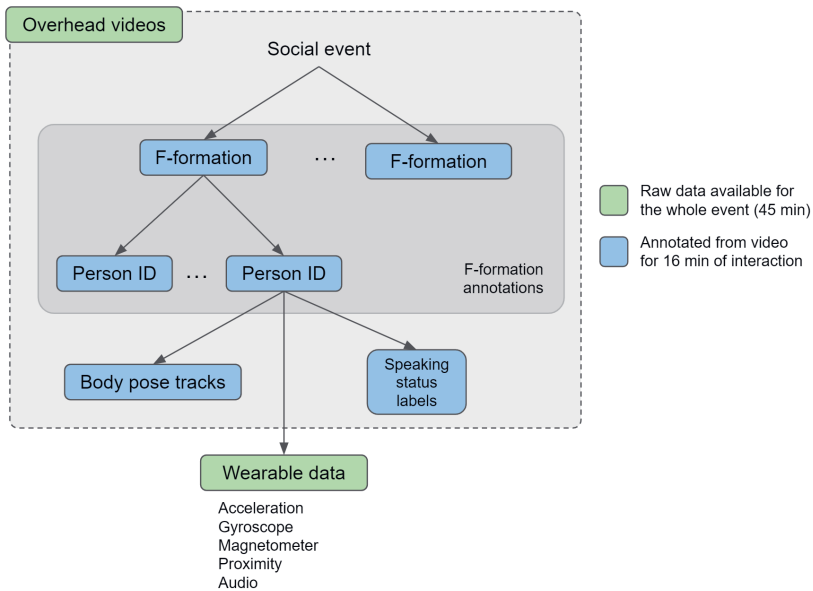 Overhead videos
Social event
F-formation
...
F-formation
Person ID
...
Person ID
F-formation
annotations
Body pose tracks
Speaking
status
labels
Wearable data
Acceleration
Gyroscope
Magnetometer
Proximity
Audio
Raw data available for
the whole event (45 min)
Annotated from video
for 16 min of interaction